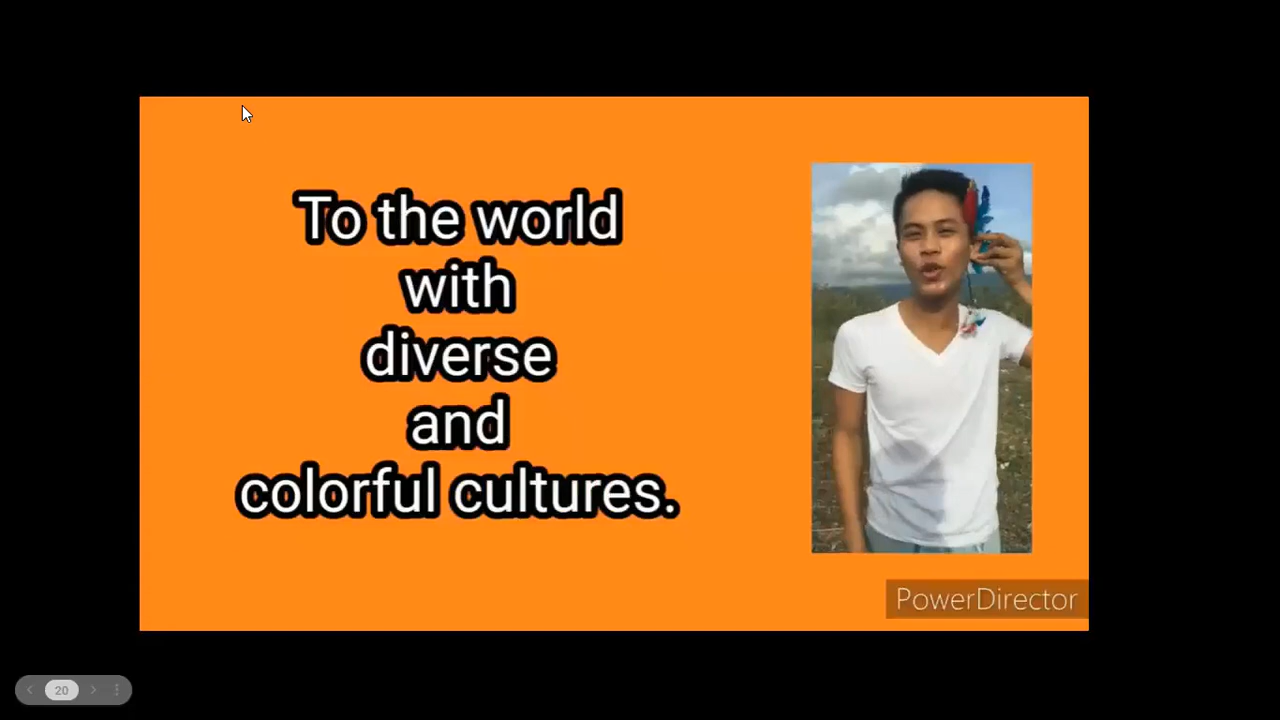 To the world
with
diverse
and
colorful cultures.
PowerDirector
20